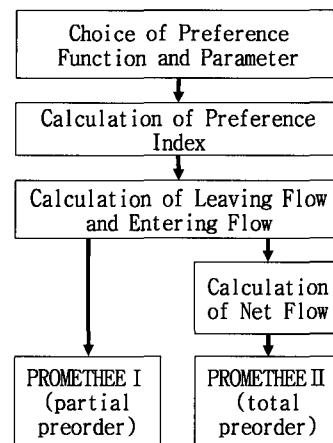 Choice of Preference
Function and Parameter
Calculation of Preference
Index
Calculation of Leaving Flow
and Entering Flow
Calculation
of Net Flow
PROMETHEE I
(partial
preorder)
PROMETHEE II
(total
preorder)